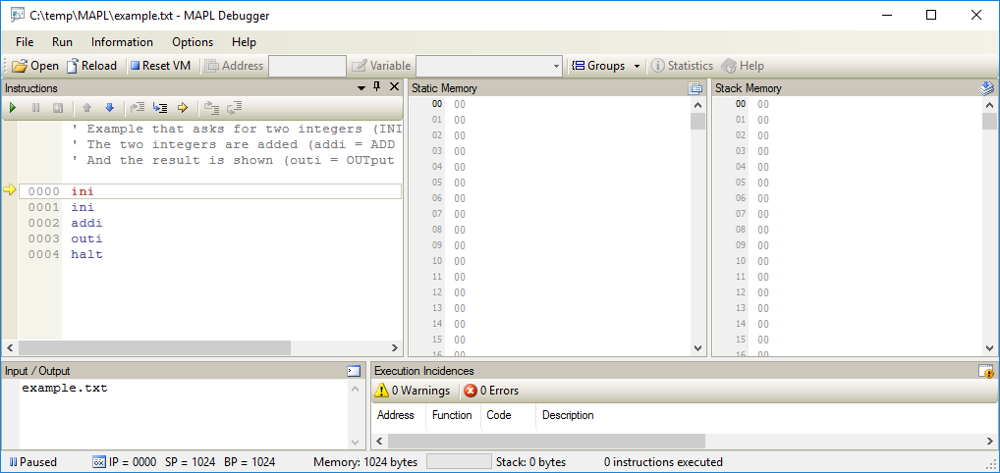 C:\temp\MAPL\example.txt - MAPL Debugger
File Run Information Options Help
Open Reload Reset VM Address Variable Groups Statistics Help
Instructions
' Example that asks for two integers (INI
' The two integers are added (addi = ADD
' And the result is shown (outi = OUTput
0000 ini
0001 ini
0002 addi
0003 outi
0004 halt
Static Memory
00 00
01 00
02 00
03 00
04 00
05 00
06 00
07 00
08 00
09 00
10 00
11 00
12 00
13 00
14 00
15 00
16 00
Stack Memory
00 00
01 00
02 00
03 00
04 00
05 00
06 00
07 00
08 00
09 00
10 00
11 00
12 00
13 00
14 00
15 00
16 00
Input / Output
example.txt
Execution Incidences
0 Warnings 0 Errors
Address Function Code Description
Paused IP = 0000 SP = 1024 BP = 1024 Memory: 1024 bytes Stack: 0 bytes 0 instructions executed